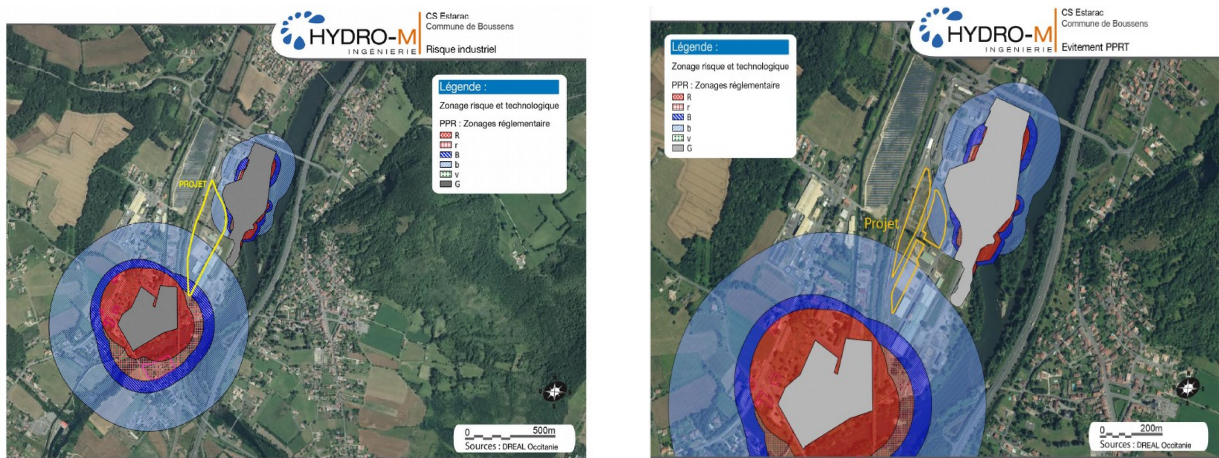 HYDRO-M
INGÉNIERIE
CS Estarac
Commune de Boussens
Risque industriel
Légende :
Zonage risque et technologique
PPR : Zonages réglementaire
R
r
B
b
v
G
PROJET
0 500m
Sources : DREAL Occitanie
HYDRO-M
INGÉNIERIE
CS Estarac
Commune de Boussens
Evitement PPRT
Légende :
Zonage risque et technologique
PPR : Zonages réglementaire
R
r
B
b
v
G
Projet
0 200m
Sources : DREAL Occitanie